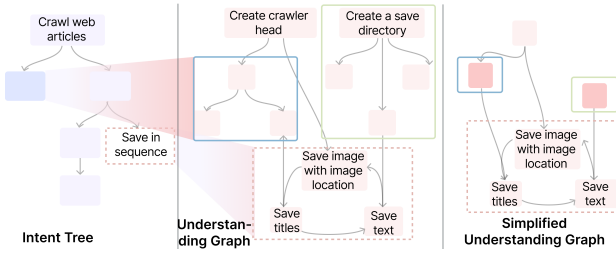 Crawl web
articles
Save in
sequence
Intent Tree
Create crawler
head
Create a save
directory
Save image
with image
location
Save
titles
Save
text
Understan-
ding Graph
Save image
with image
location
Save
titles
Save
text
Simplified
Understanding Graph